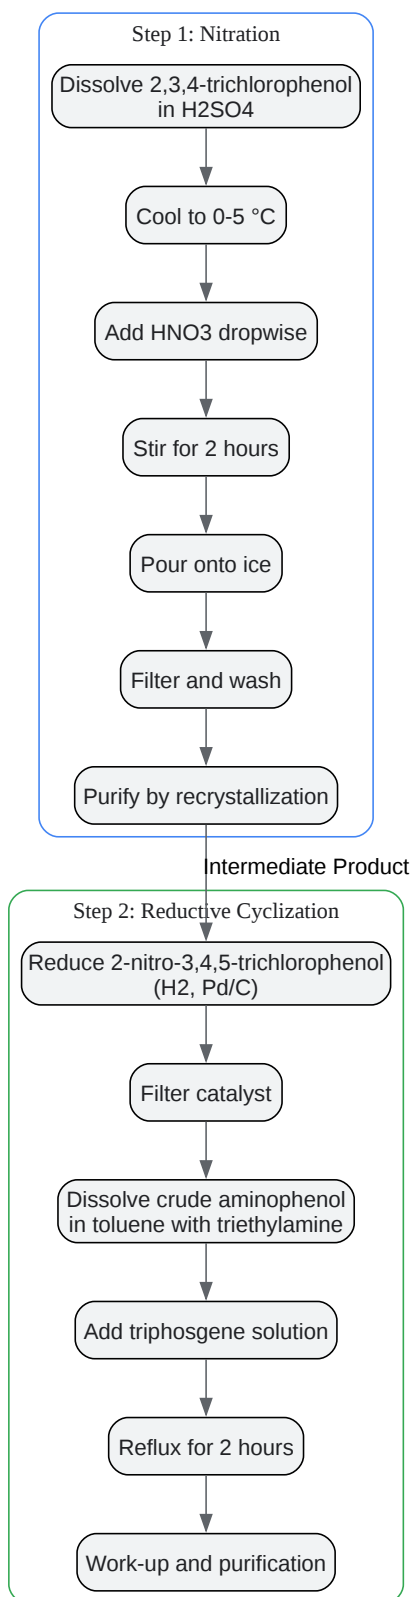 Step 1: Nitration
Dissolve 2,3,4-trichlorophenol
in H2SO4
Cool to 0-5 °C
Add HNO3 dropwise
Stir for 2 hours
Pour onto ice
Filter and wash
Purify by recrystallization
Intermediate Product
Step 2: Reductive Cyclization
Reduce 2-nitro-3,4,5-trichlorophenol
(H2, Pd/C)
Filter catalyst
Dissolve crude aminophenol
in toluene with triethylamine
Add triphosgene solution
Reflux for 2 hours
Work-up and purification